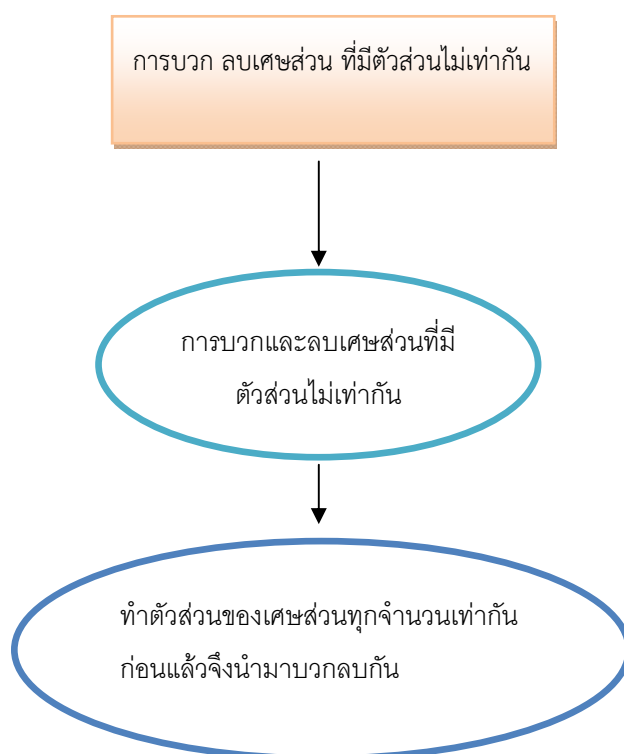 การบวก ลบเศษส่วน ที่มีตัวส่วนไม่เท่ากัน
การบวกและลบเศษส่วนที่มี
ตัวส่วนไม่เท่ากัน
ทำตัวส่วนของเศษส่วนทุกจำนวนเท่ากัน
ก่อนแล้วจึงนำมาบวกลบกัน